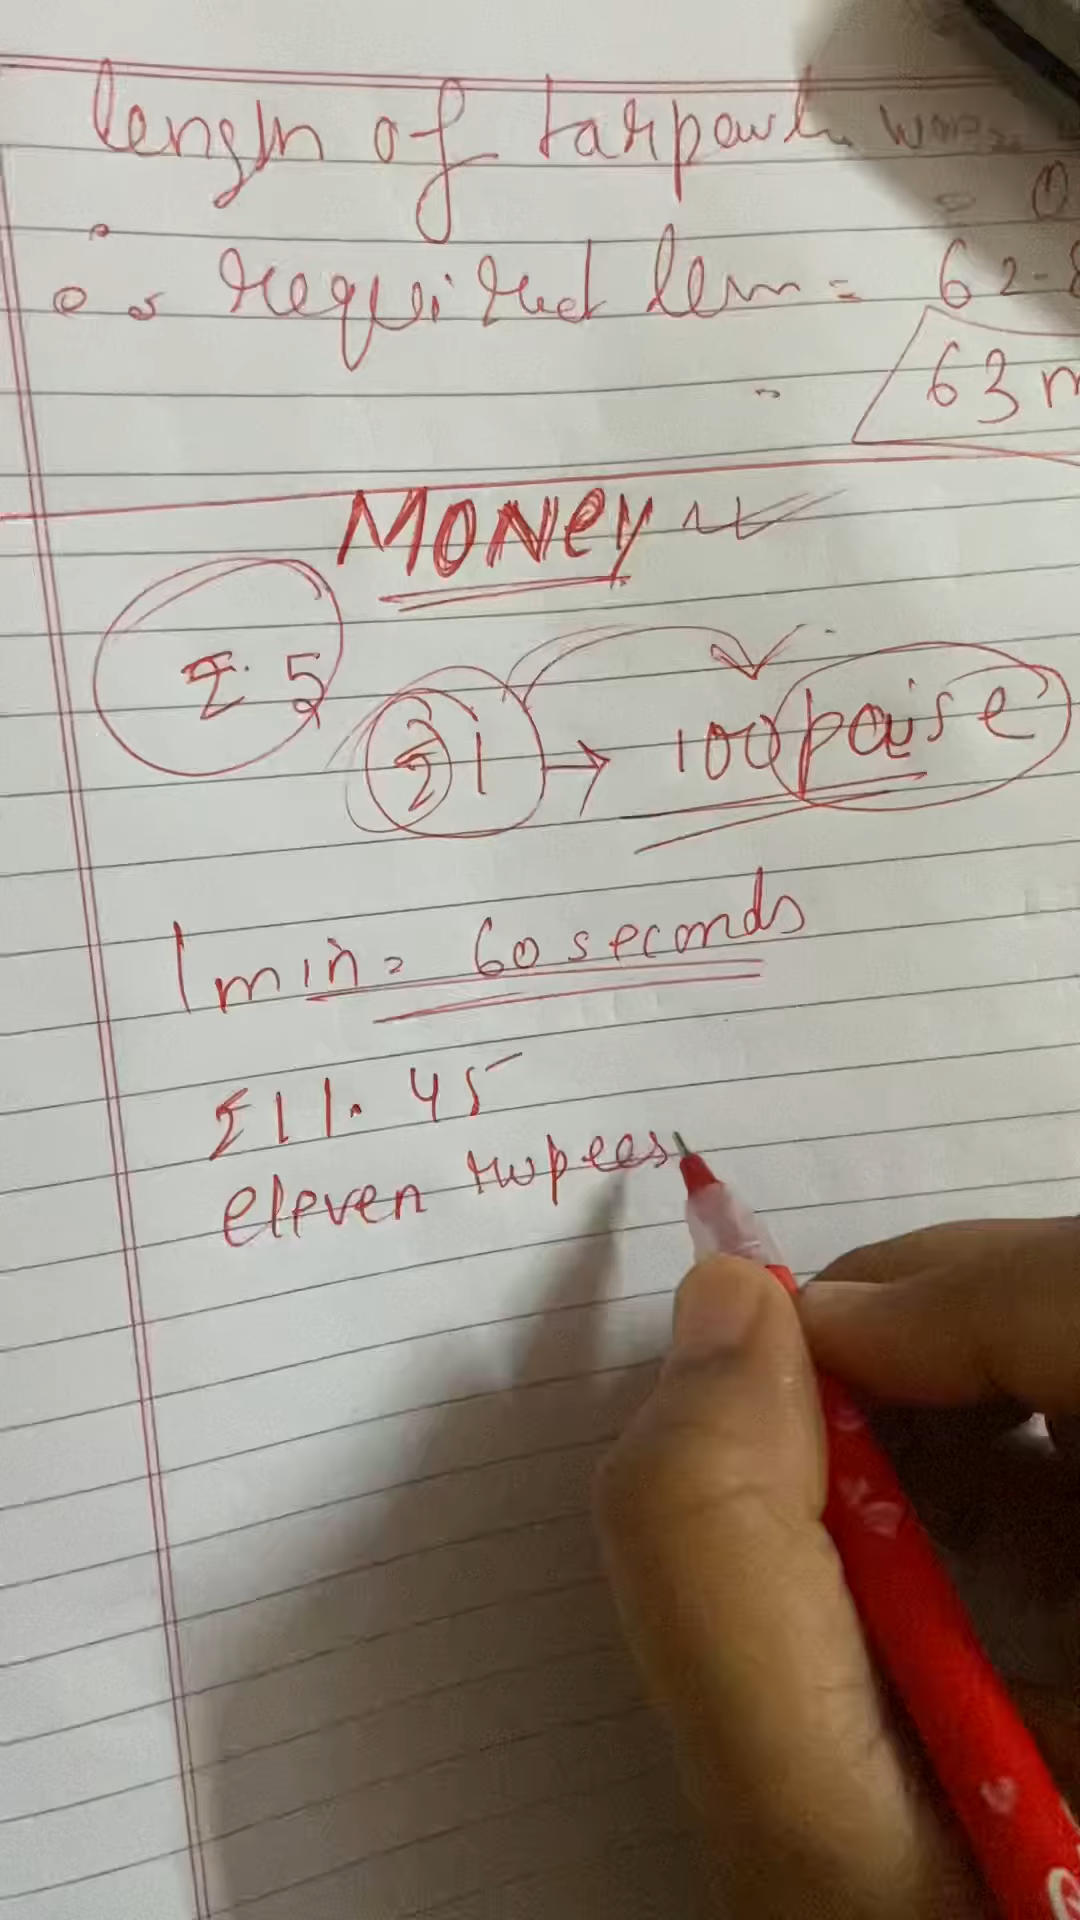 length of tarpaulin
∴ required len = 62.8
= 63 m
MONEY
₹ 5
₹ 1 → 100 paise
1 min = 60 seconds
₹11.45
eleven rupees